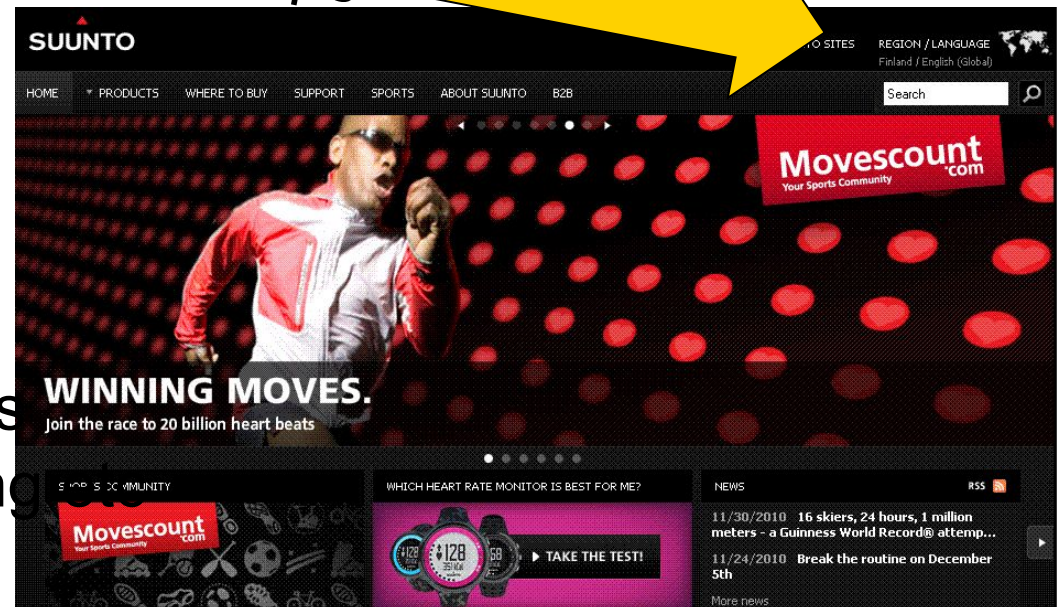 SUUNTO
REGION / LANGUAGE
Finland / English (Global)
HOME PRODUCTS WHERE TO BUY SUPPORT SPORTS ABOUT SUUNTO B2B
Search
Movescount
.com
Your Sports Community
WINNING MOVES.
Join the race to 20 billion heart beats
COMMUNITY
WHICH HEART RATE MONITOR IS BEST FOR ME?
NEWS
RSS
Movescount
.com
Your Sports Community
128
128
58
TAKE THE TEST!
11/30/2010 16 skiers, 24 hours, 1 million
meters - a Guinness World Record® attemp...
11/24/2010 Break the routine on December
5th
More news